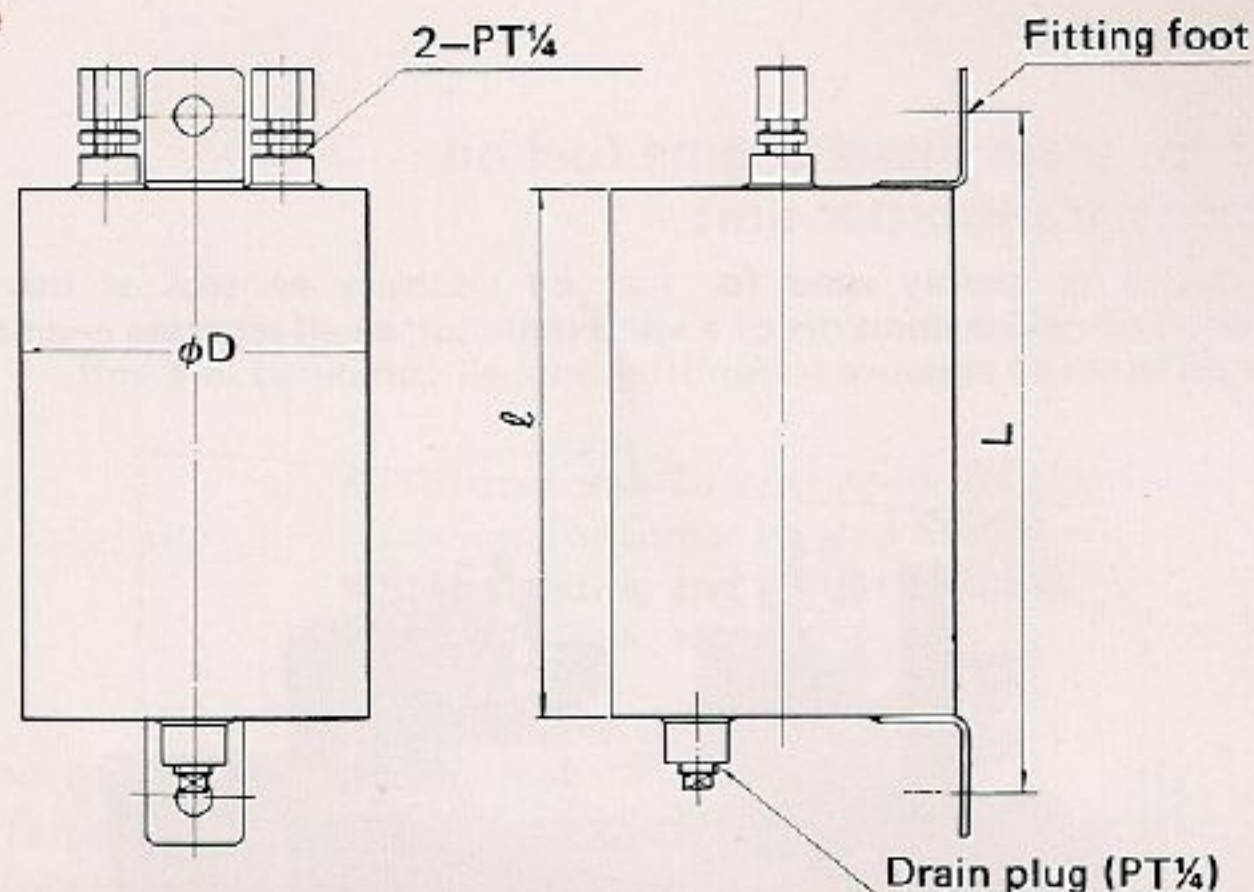 2–PT¼
Fitting foot
φD
ℓ
L
Drain plug (PT¼)